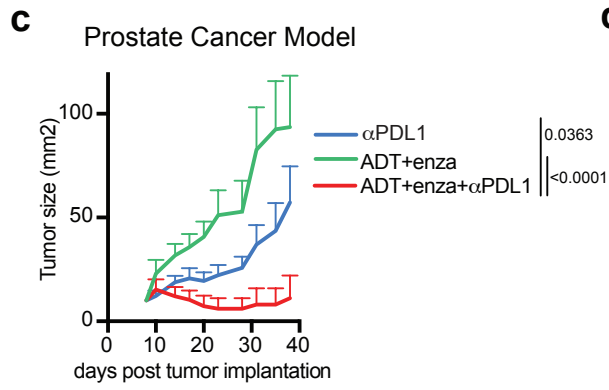 c
Prostate Cancer Model
Tumor size (mm2)
100
50
0
0 10 20 30 40
days post tumor implantation
αPDL1
ADT+enza
ADT+enza+αPDL1
0.0363
<0.0001